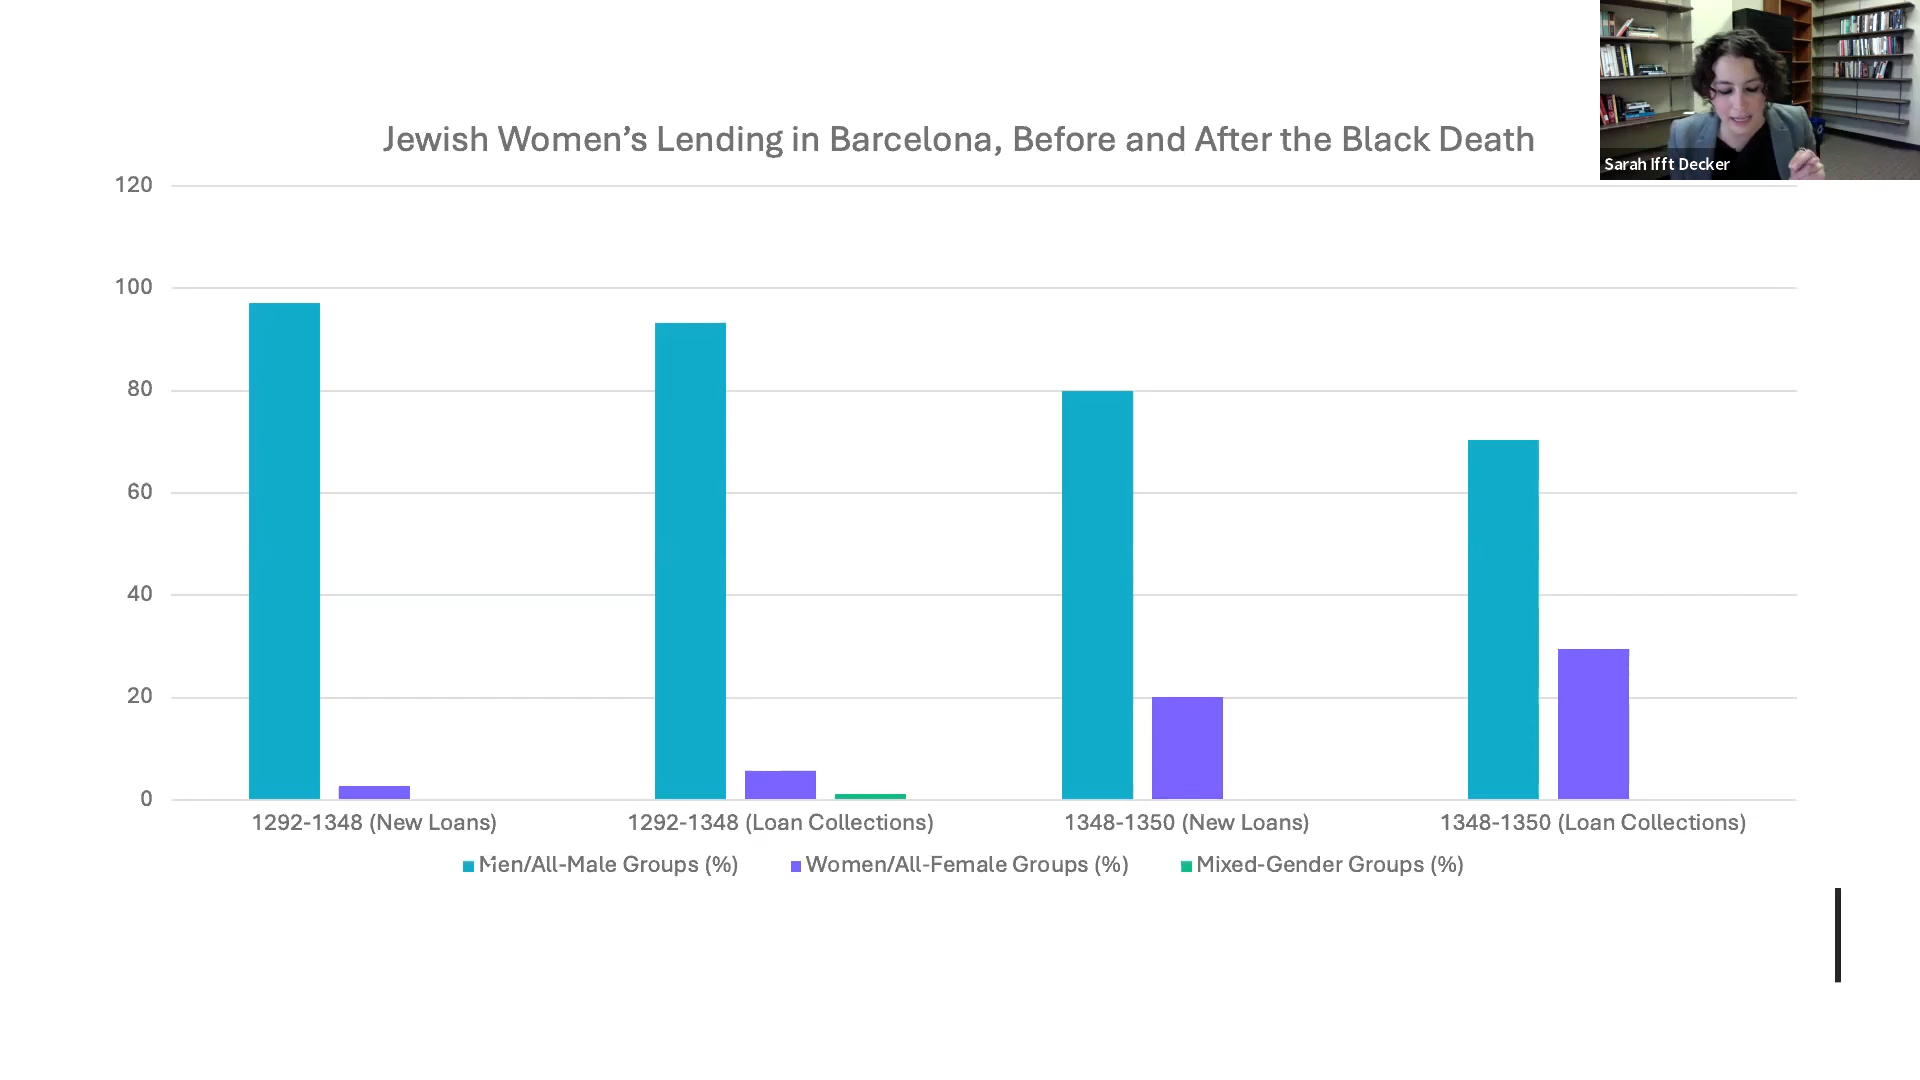 Sarah Ifft Decker
Jewish Women’s Lending in Barcelona, Before and After the Black Death
120
100
80
60
40
20
0
1292-1348 (New Loans)
1292-1348 (Loan Collections)
1348-1350 (New Loans)
1348-1350 (Loan Collections)
Men/All-Male Groups (%)
Women/All-Female Groups (%)
Mixed-Gender Groups (%)